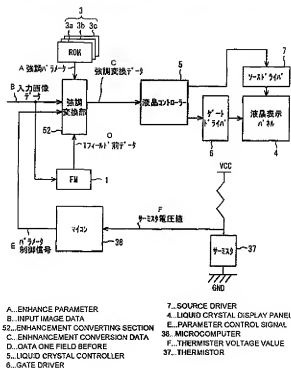 3
3a 3b 3c
ROM
A 強調パラメータ
B 入力画像
データ
C
強調変換データ
強調
変換部
52
D
1フィールド前データ
FM
1
5
液晶コントローラー
7
ソースドライバ
ゲート
ドライバ
6
液晶表示
パネル
4
VCC
F
サーミスタ電圧値
マイコン
38
E パラメータ
制御信号
サーミスタ
37
GND
A...ENHANCE PARAMETER
B...INPUT IMAGE DATA
52...ENHANCEMENT CONVERTING SECTION
C...ENHNANCEMENT CONVERSION DATA
D...DATA ONE FIELD BEFORE
5...LIQUID CRYSTAL CONTROLLER
6...GATE DRIVER
7...SOURCE DRIVER
4...LIQUID CRYSTAL DISPLAY PANEL
E...PARAMETER CONTROL SIGNAL
38...MICROCOMPUTER
F...THERMISTER VOLTAGE VALUE
37...THERMISTOR